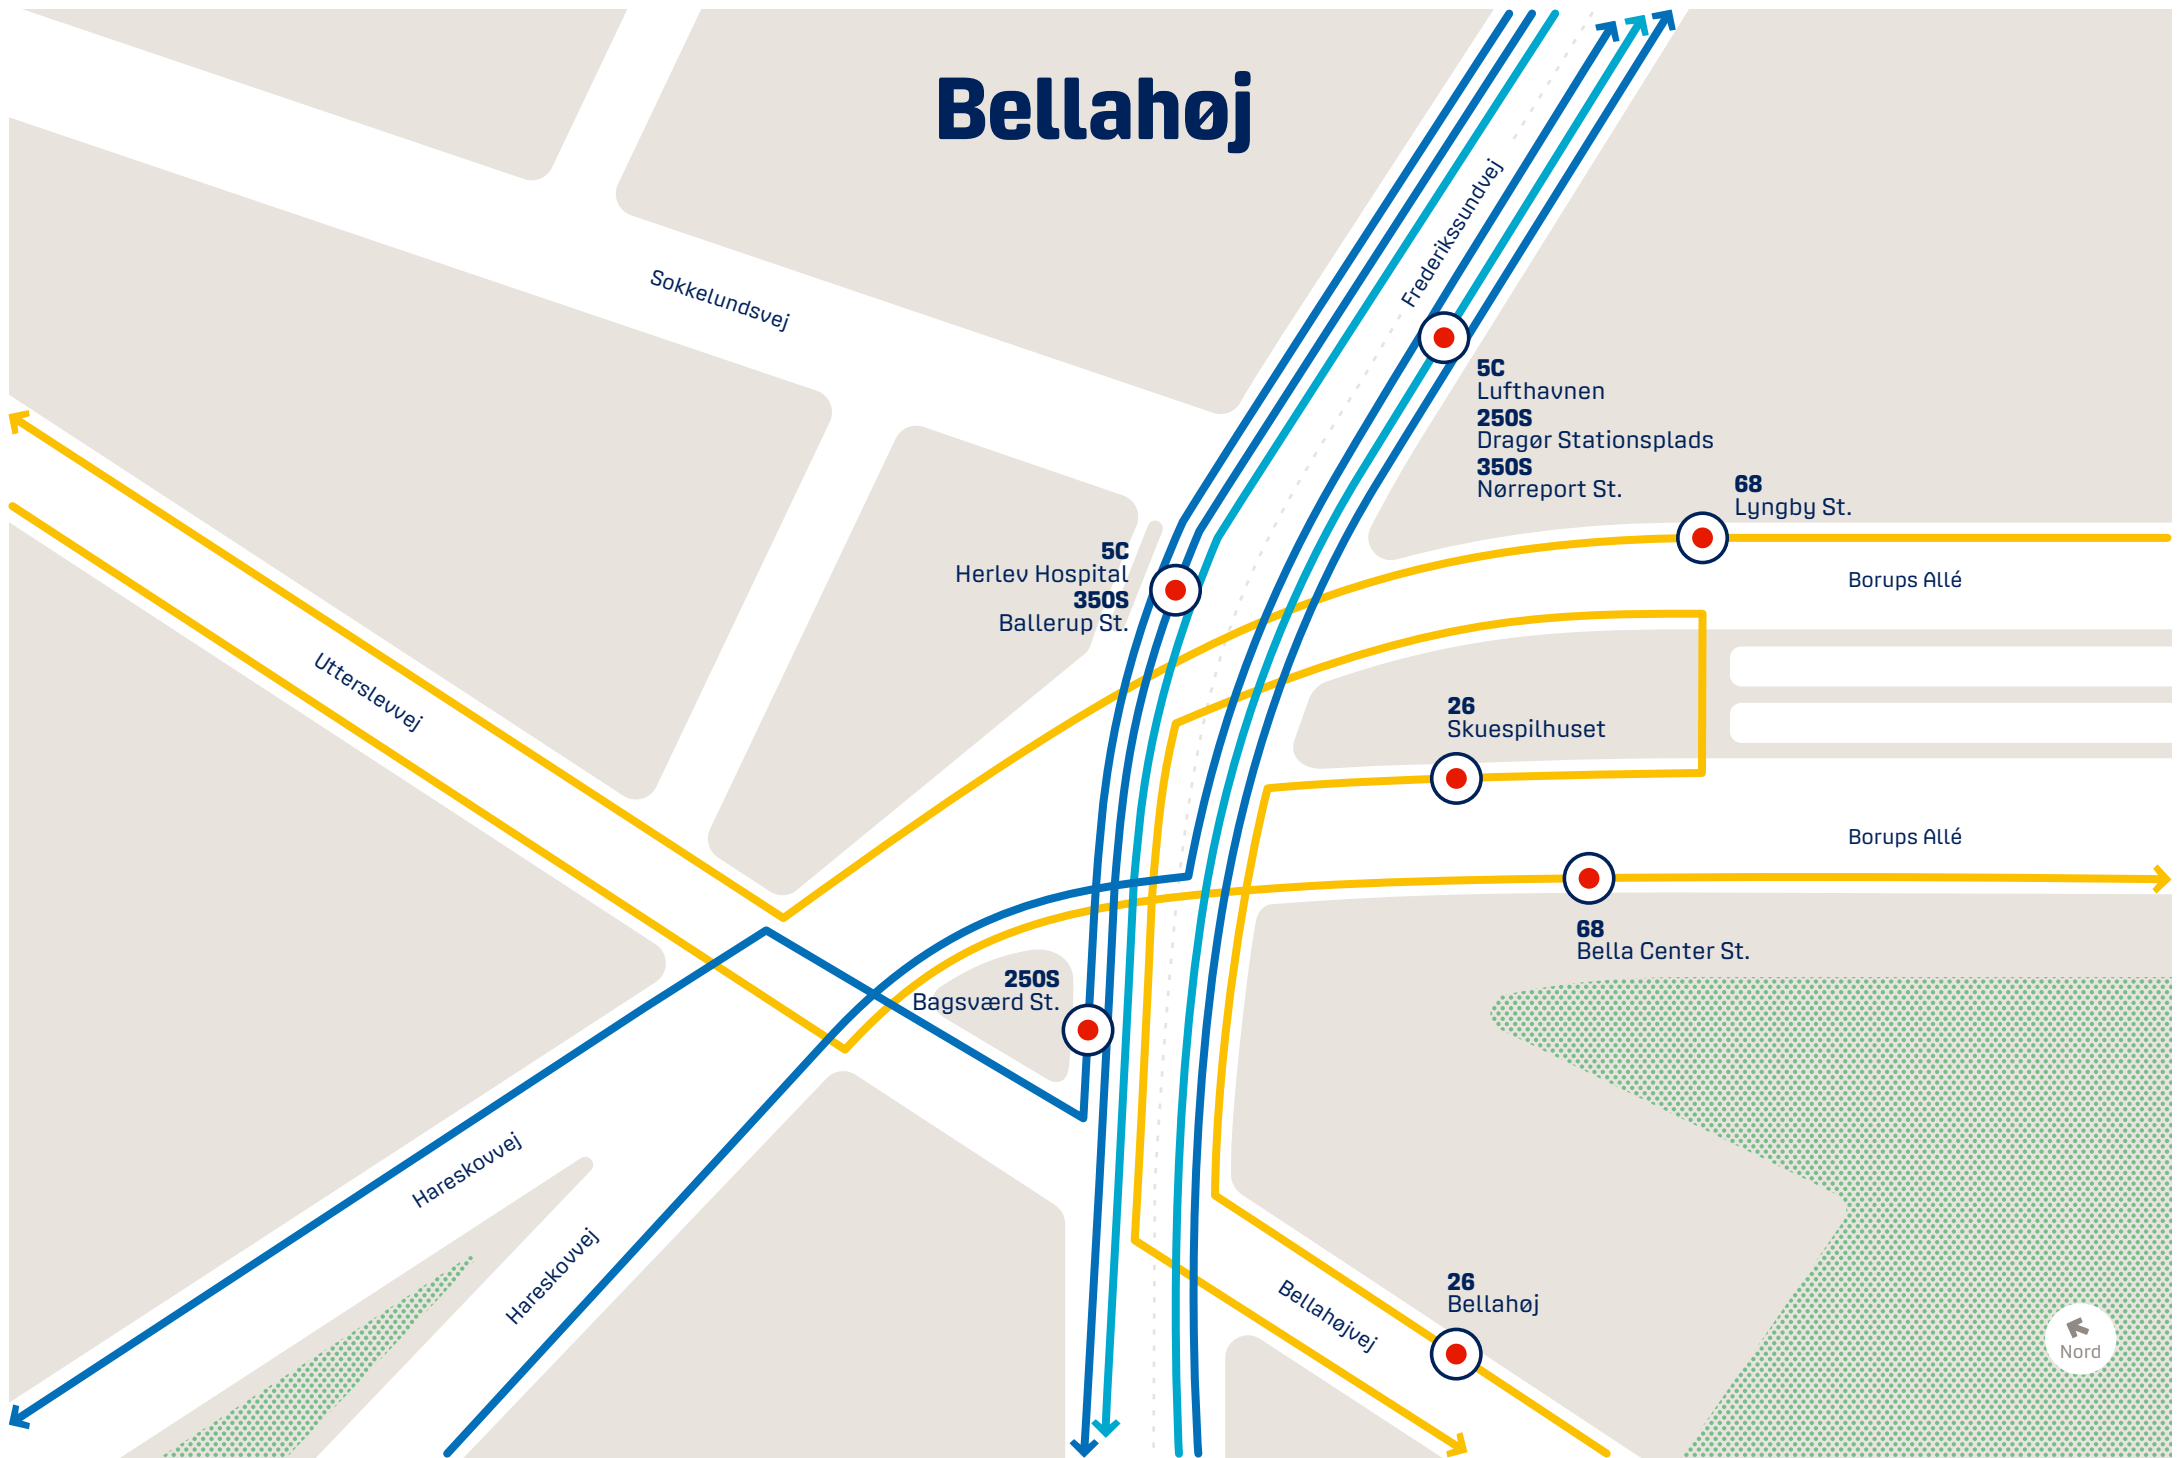 Bellahøj
Frederikssundvej
Sokkelundsvej
5C
Lufthavnen
250S
Dragør Stationsplads
350S
Nørreport St.
68
Lyngby St.
5C
Herlev Hospital
350S
Ballerup St.
Borups Allé
Utterslevvej
26
Skuespilhuset
Borups Allé
68
Bella Center St.
250S
Bagsværd St.
Hareskovvej
Hareskovvej
26
Bellahøj
Bellahøjvej
Nord